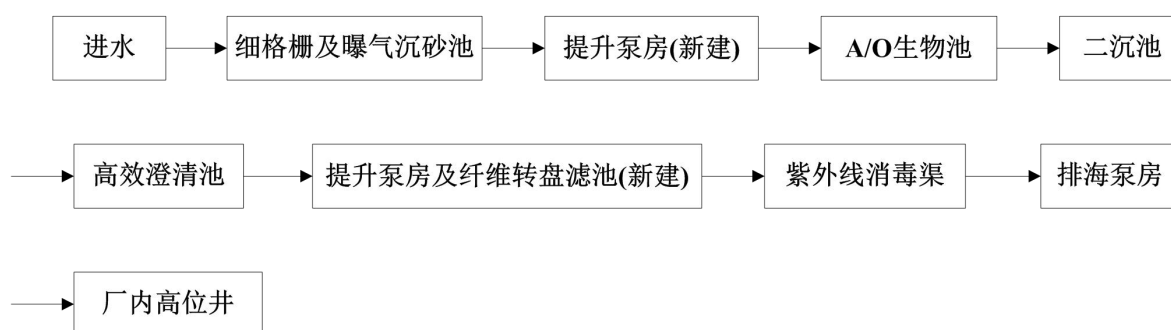 进水
细格栅及曝气沉砂池
提升泵房(新建)
A/O生物池
二沉池
高效澄清池
提升泵房及纤维转盘滤池(新建)
紫外线消毒渠
排海泵房
厂内高位井